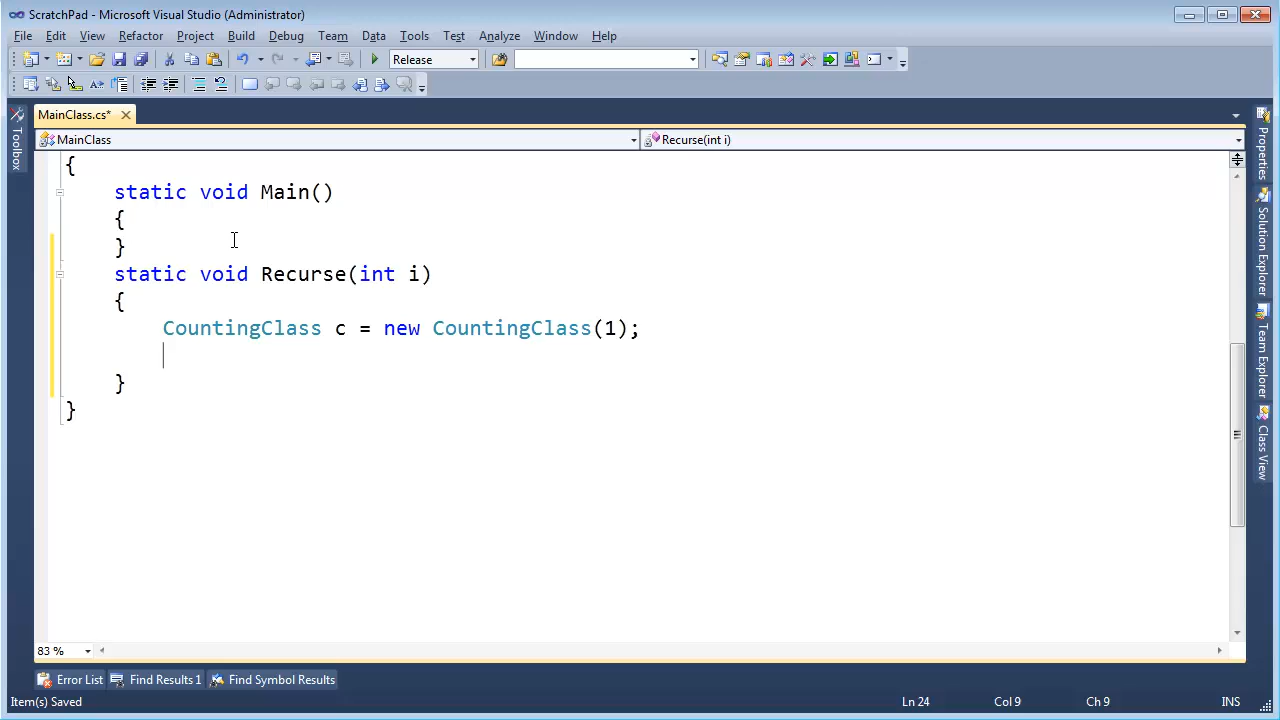 ScratchPad - Microsoft Visual Studio (Administrator)
File Edit View Refactor Project Build Debug Team Data Tools Test Analyze Window Help
Release
MainClass.cs*
MainClass
Recurse(int i)
{
static void Main()
{
}
static void Recurse(int i)
{
CountingClass c = new CountingClass(1);
}
}
Toolbox
Properties
Solution Explorer
Team Explorer
Class View
83 %
Error List Find Results 1 Find Symbol Results
Item(s) Saved Ln 24 Col 9 Ch 9 INS